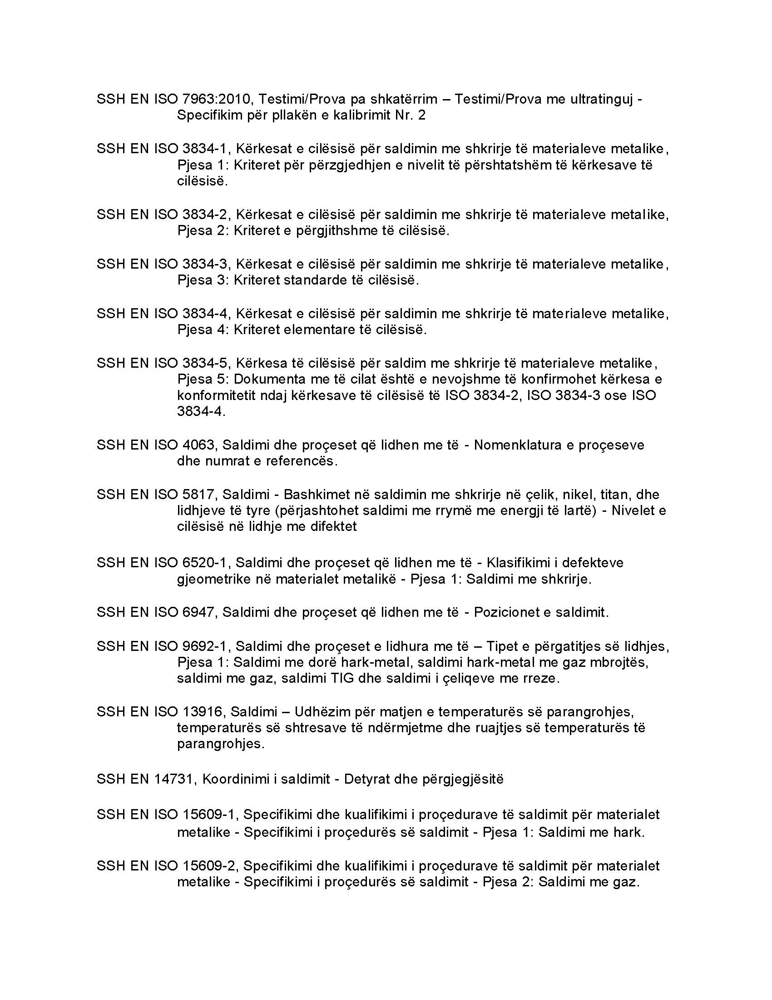 SSH EN ISO 7963:2010, Testimi/Prova pa shkatërrim – Testimi/Prova me ultratinguj -
Specifikim për pllakën e kalibrimit Nr. 2
SSH EN ISO 3834-1, Kërkesat e cilësisë për saldimin me shkrirje të materialeve metalike,
Pjesa 1: Kriteret për përzgjedhjen e nivelit të përshtatshëm të kërkesave të
cilësisë.
SSH EN ISO 3834-2, Kërkesat e cilësisë për saldimin me shkrirje të materialeve metalike,
Pjesa 2: Kriteret e përgjithshme të cilësisë.
SSH EN ISO 3834-3, Kërkesat e cilësisë për saldimin me shkrirje të materialeve metalike,
Pjesa 3: Kriteret standarde të cilësisë.
SSH EN ISO 3834-4, Kërkesat e cilësisë për saldimin me shkrirje të materialeve metalike,
Pjesa 4: Kriteret elementare të cilësisë.
SSH EN ISO 3834-5, Kërkesa të cilësisë për saldim me shkrirje të materialeve metalike,
Pjesa 5: Dokumenta me të cilat është e nevojshme të konfirmohet kërkesa e
konformitetit ndaj kërkesave të cilësisë të ISO 3834-2, ISO 3834-3 ose ISO
3834-4.
SSH EN ISO 4063, Saldimi dhe proçeset që lidhen me të - Nomenklatura e proçeseve
dhe numrat e referencës.
SSH EN ISO 5817, Saldimi - Bashkimet në saldimin me shkrirje në çelik, nikel, titan, dhe
lidhjeve të tyre (përjashtohet saldimi me rrymë me energji të lartë) - Nivelet e
cilësisë në lidhje me difektet
SSH EN ISO 6520-1, Saldimi dhe proçeset që lidhen me të - Klasifikimi i defekteve
gjeometrike në materialet metalikë - Pjesa 1: Saldimi me shkrirje.
SSH EN ISO 6947, Saldimi dhe proçeset që lidhen me të - Pozicionet e saldimit.
SSH EN ISO 9692-1, Saldimi dhe proçeset e lidhura me të – Tipet e përgatitjes së lidhjes,
Pjesa 1: Saldimi me dorë hark-metal, saldimi hark-metal me gaz mbrojtës,
saldimi me gaz, saldimi TIG dhe saldimi i çeliqeve me rreze.
SSH EN ISO 13916, Saldimi – Udhëzim për matjen e temperaturës së parangrohjes,
temperaturës së shtresave të ndërmjetme dhe ruajtjes së temperaturës të
parangrohjes.
SSH EN 14731, Koordinimi i saldimit - Detyrat dhe përgjegjësitë
SSH EN ISO 15609-1, Specifikimi dhe kualifikimi i proçedurave të saldimit për materialet
metalike - Specifikimi i proçedurës së saldimit - Pjesa 1: Saldimi me hark.
SSH EN ISO 15609-2, Specifikimi dhe kualifikimi i proçedurave të saldimit për materialet
metalike - Specifikimi i proçedurës së saldimit - Pjesa 2: Saldimi me gaz.